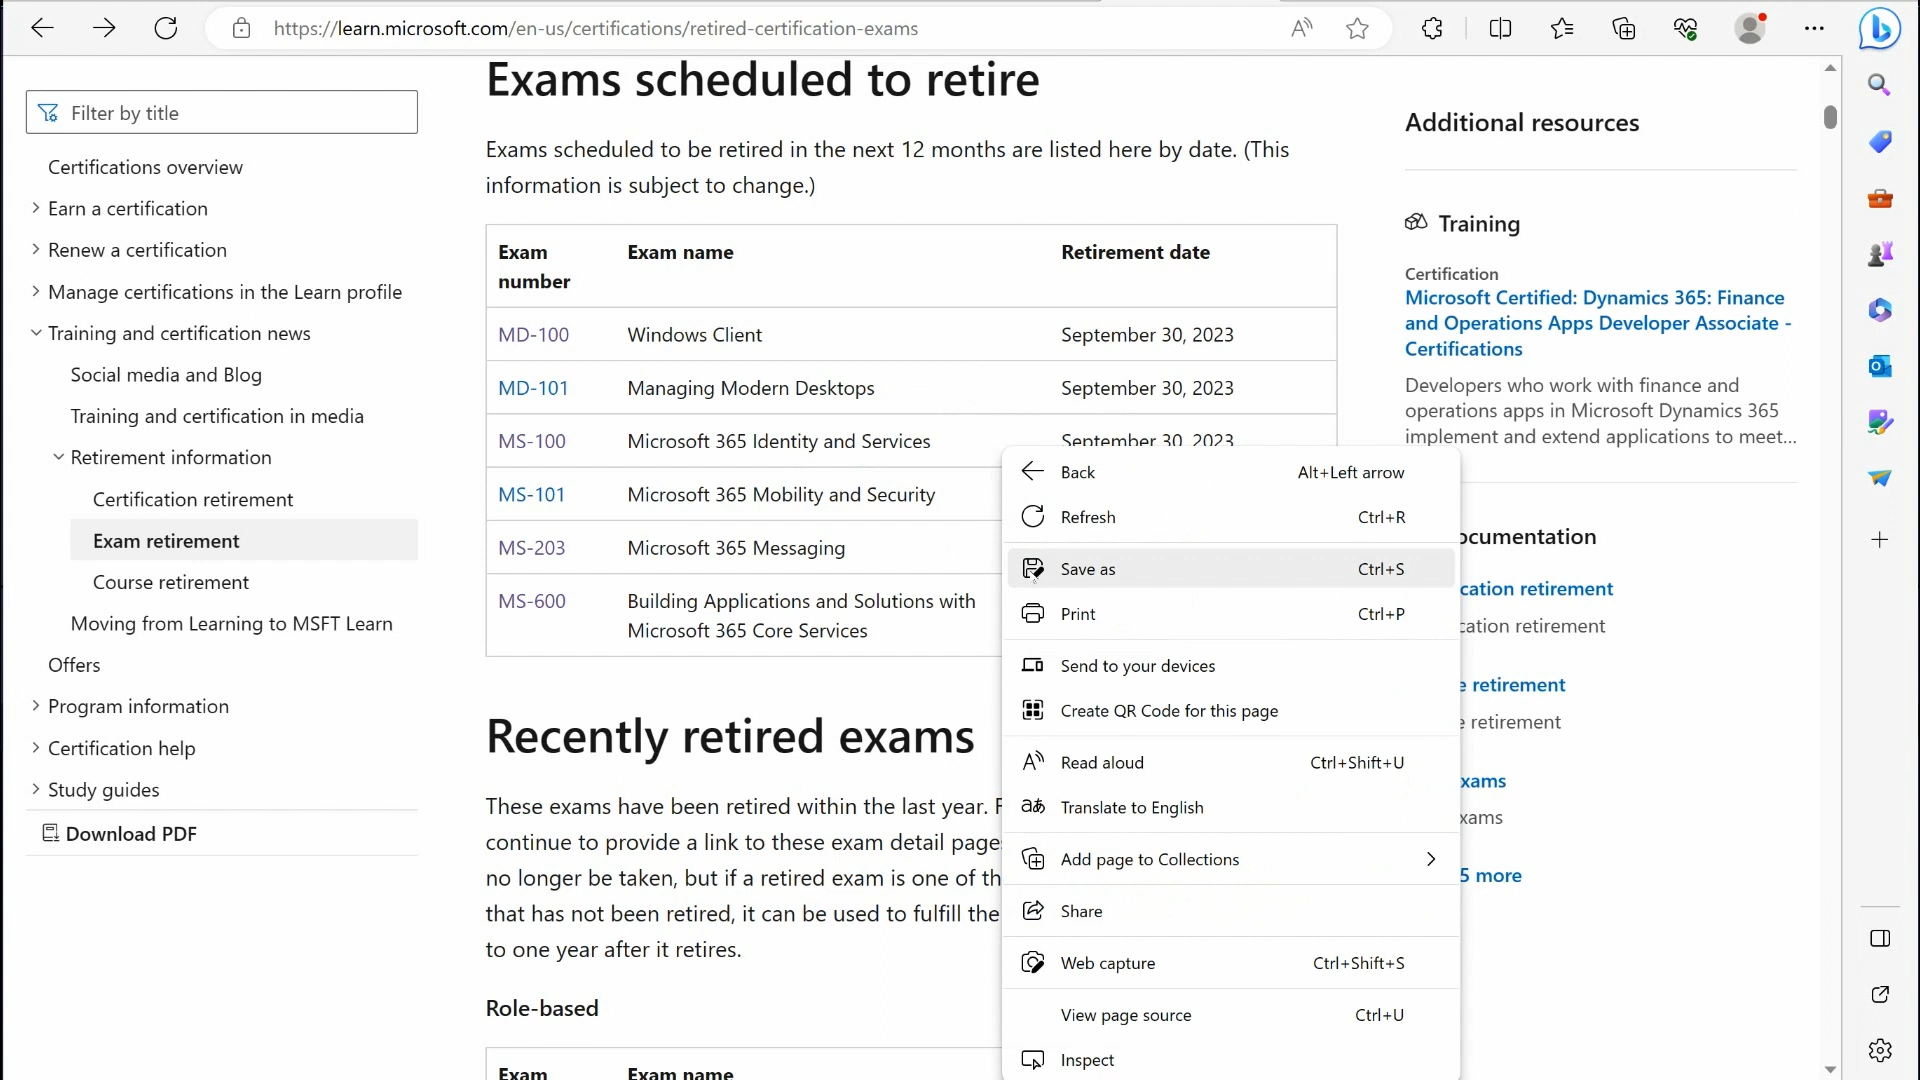 https://learn.microsoft.com/en-us/certifications/retired-certification-exams
Filter by title
Certifications overview
Earn a certification
Renew a certification
Manage certifications in the Learn profile
Training and certification news
Social media and Blog
Training and certification in media
Retirement information
Certification retirement
Exam retirement
Course retirement
Moving from Learning to MSFT Learn
Offers
Program information
Certification help
Study guides
Download PDF
Exams scheduled to retire
Exams scheduled to be retired in the next 12 months are listed here by date. (This
information is subject to change.)
Exam number Exam name Retirement date
MD-100 Windows Client September 30, 2023
MD-101 Managing Modern Desktops September 30, 2023
MS-100 Microsoft 365 Identity and Services September 30, 2023
MS-101 Microsoft 365 Mobility and Security
MS-203 Microsoft 365 Messaging
MS-600 Building Applications and Solutions with
Microsoft 365 Core Services
Recently retired exams
These exams have been retired within the last year. F
continue to provide a link to these exam detail pages
no longer be taken, but if a retired exam is one of th
that has not been retired, it can be used to fulfill the
to one year after it retires.
Role-based
Exam Exam name
Back Alt+Left arrow
Refresh Ctrl+R
Save as Ctrl+S
Print Ctrl+P
Send to your devices
Create QR Code for this page
Read aloud Ctrl+Shift+U
Translate to English
Add page to Collections
Share
Web capture Ctrl+Shift+S
View page source Ctrl+U
Inspect
Additional resources
Training
Certification
Microsoft Certified: Dynamics 365: Finance
and Operations Apps Developer Associate -
Certifications
Developers who work with finance and
operations apps in Microsoft Dynamics 365
implement and extend applications to meet...
ocumentation
cation retirement
cation retirement
e retirement
e retirement
xams
xams
5 more